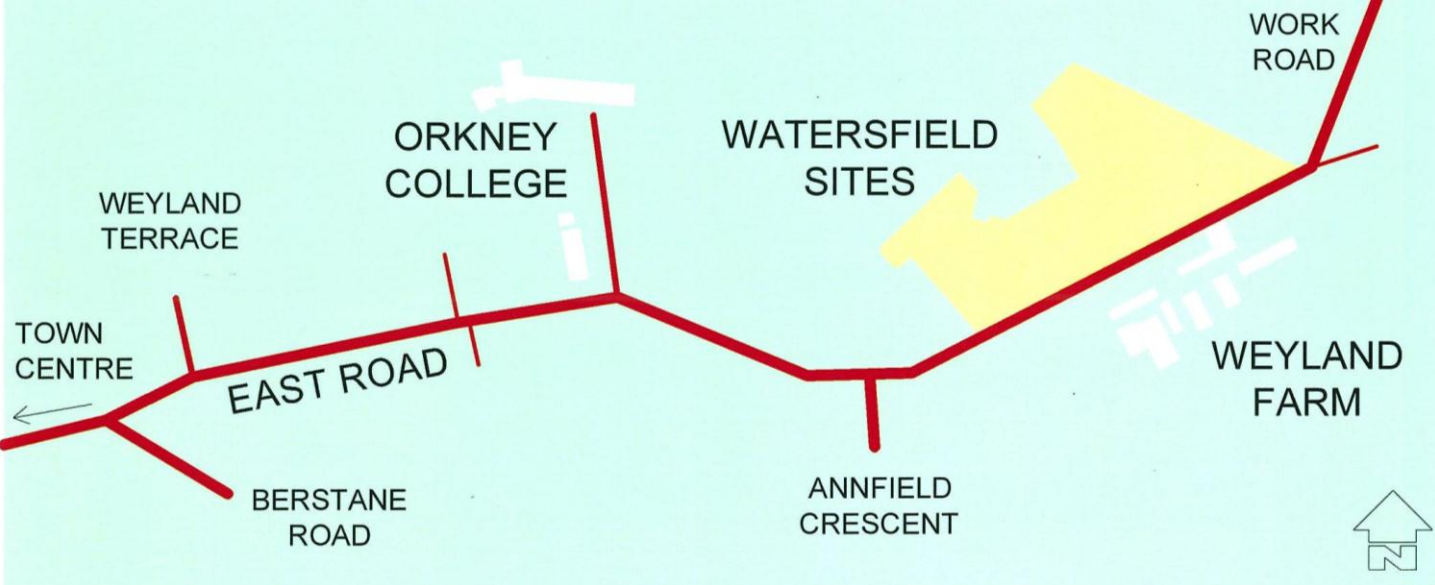 WORK
ROAD
ORKNEY
COLLEGE
WATERSFIELD
SITES
WEYLAND
TERRACE
TOWN
CENTRE
EAST ROAD
WEYLAND
FARM
BERSTANE
ROAD
ANNFIELD
CRESCENT
N